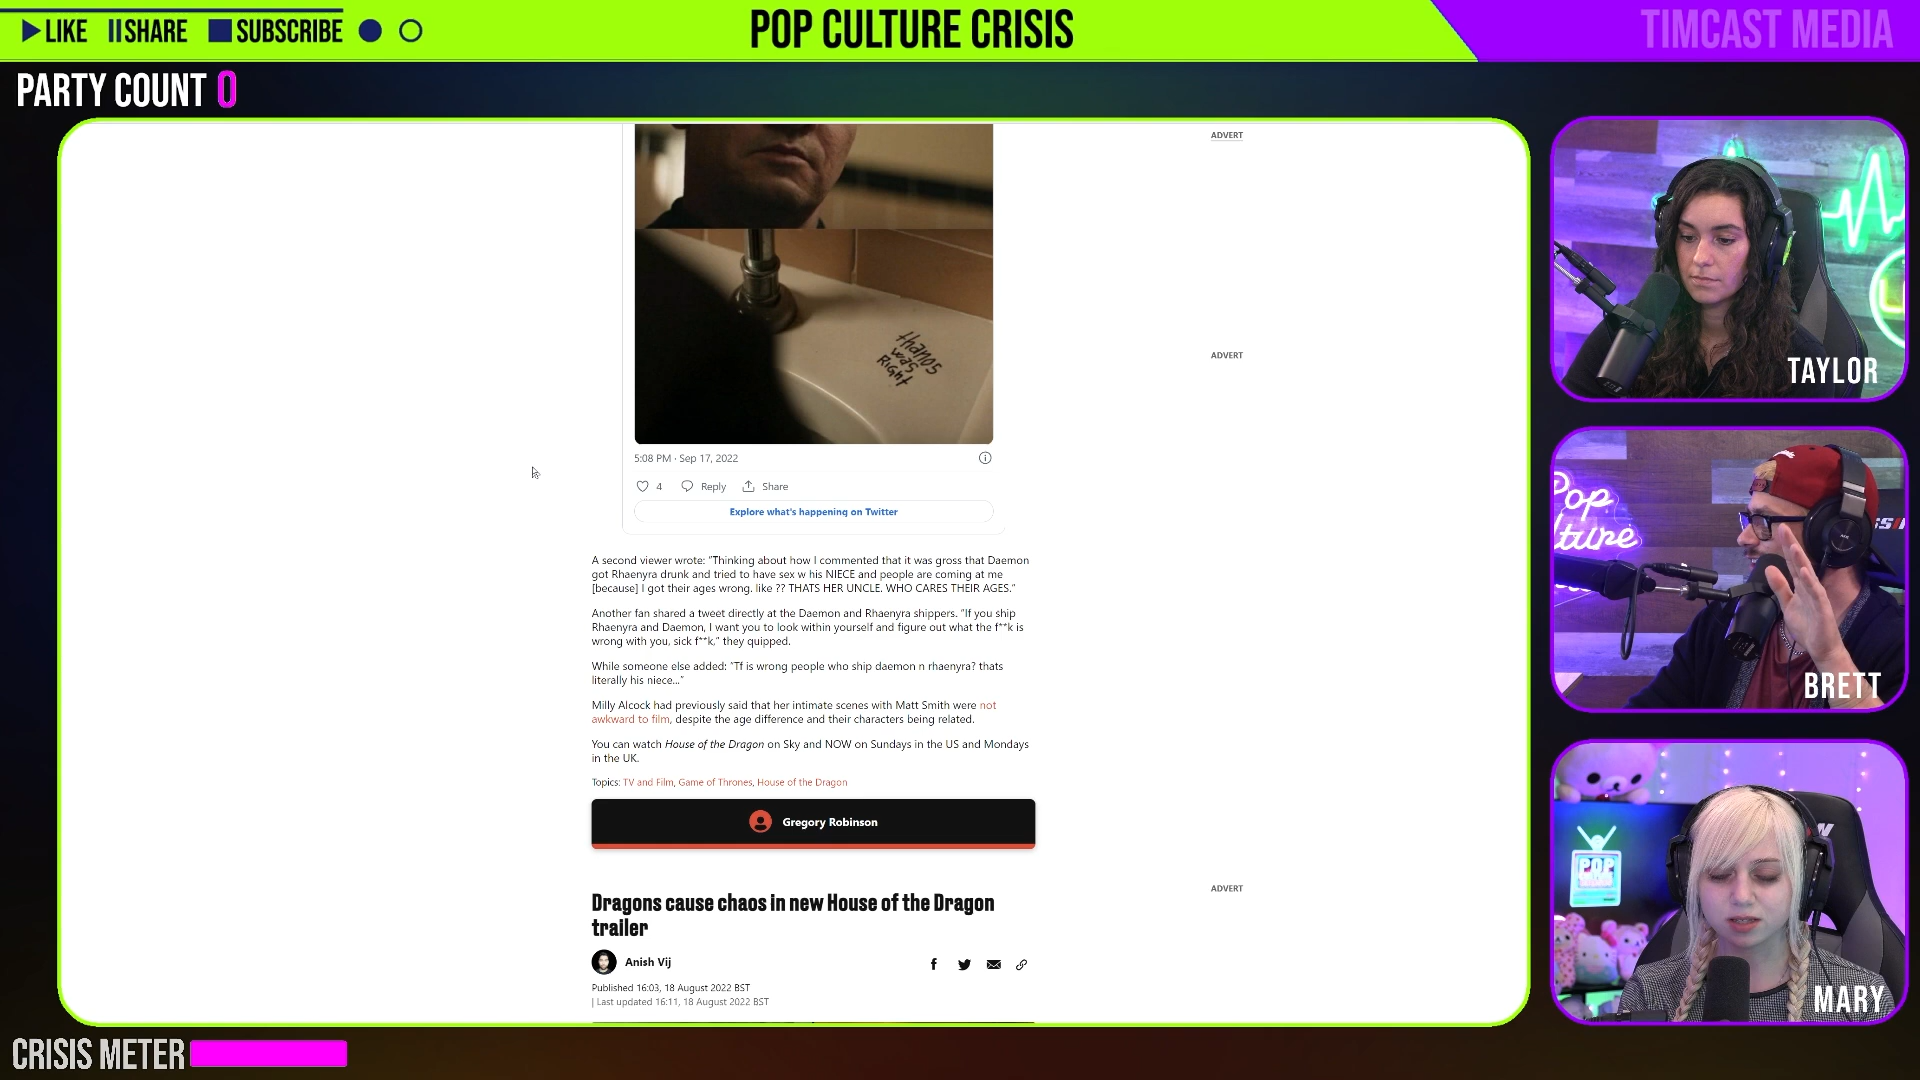 LIKE SHARE SUBSCRIBE
POP CULTURE CRISIS
TIMCAST MEDIA
PARTY COUNT 0
ADVERT
thanos
was
RigHt
ADVERT
5:08 PM · Sep 17, 2022
4 Reply Share
Explore what's happening on Twitter
A second viewer wrote: "Thinking about how I commented that it was gross that Daemon
got Rhaenyra drunk and tried to have sex w his NIECE and people are coming at me
[because] I got their ages wrong. like ?? THATS HER UNCLE. WHO CARES THEIR AGES."
Another fan shared a tweet directly at the Daemon and Rhaenyra shippers. "If you ship
Rhaenyra and Daemon, I want you to look within yourself and figure out what the f**k is
wrong with you, sick f**k," they quipped.
While someone else added: "Tf is wrong people who ship daemon n rhaenyra? thats
literally his niece..."
Milly Alcock had previously said that her intimate scenes with Matt Smith were not
awkward to film, despite the age difference and their characters being related.
You can watch House of the Dragon on Sky and NOW on Sundays in the US and Mondays
in the UK.
Topics: TV and Film, Game of Thrones, House of the Dragon
Gregory Robinson
ADVERT
Dragons cause chaos in new House of the Dragon
trailer
Anish Vij
Published 16:03, 18 August 2022 BST
| Last updated 16:11, 18 August 2022 BST
TAYLOR
Pop
lture
BRETT
POP
MARY
CRISIS METER